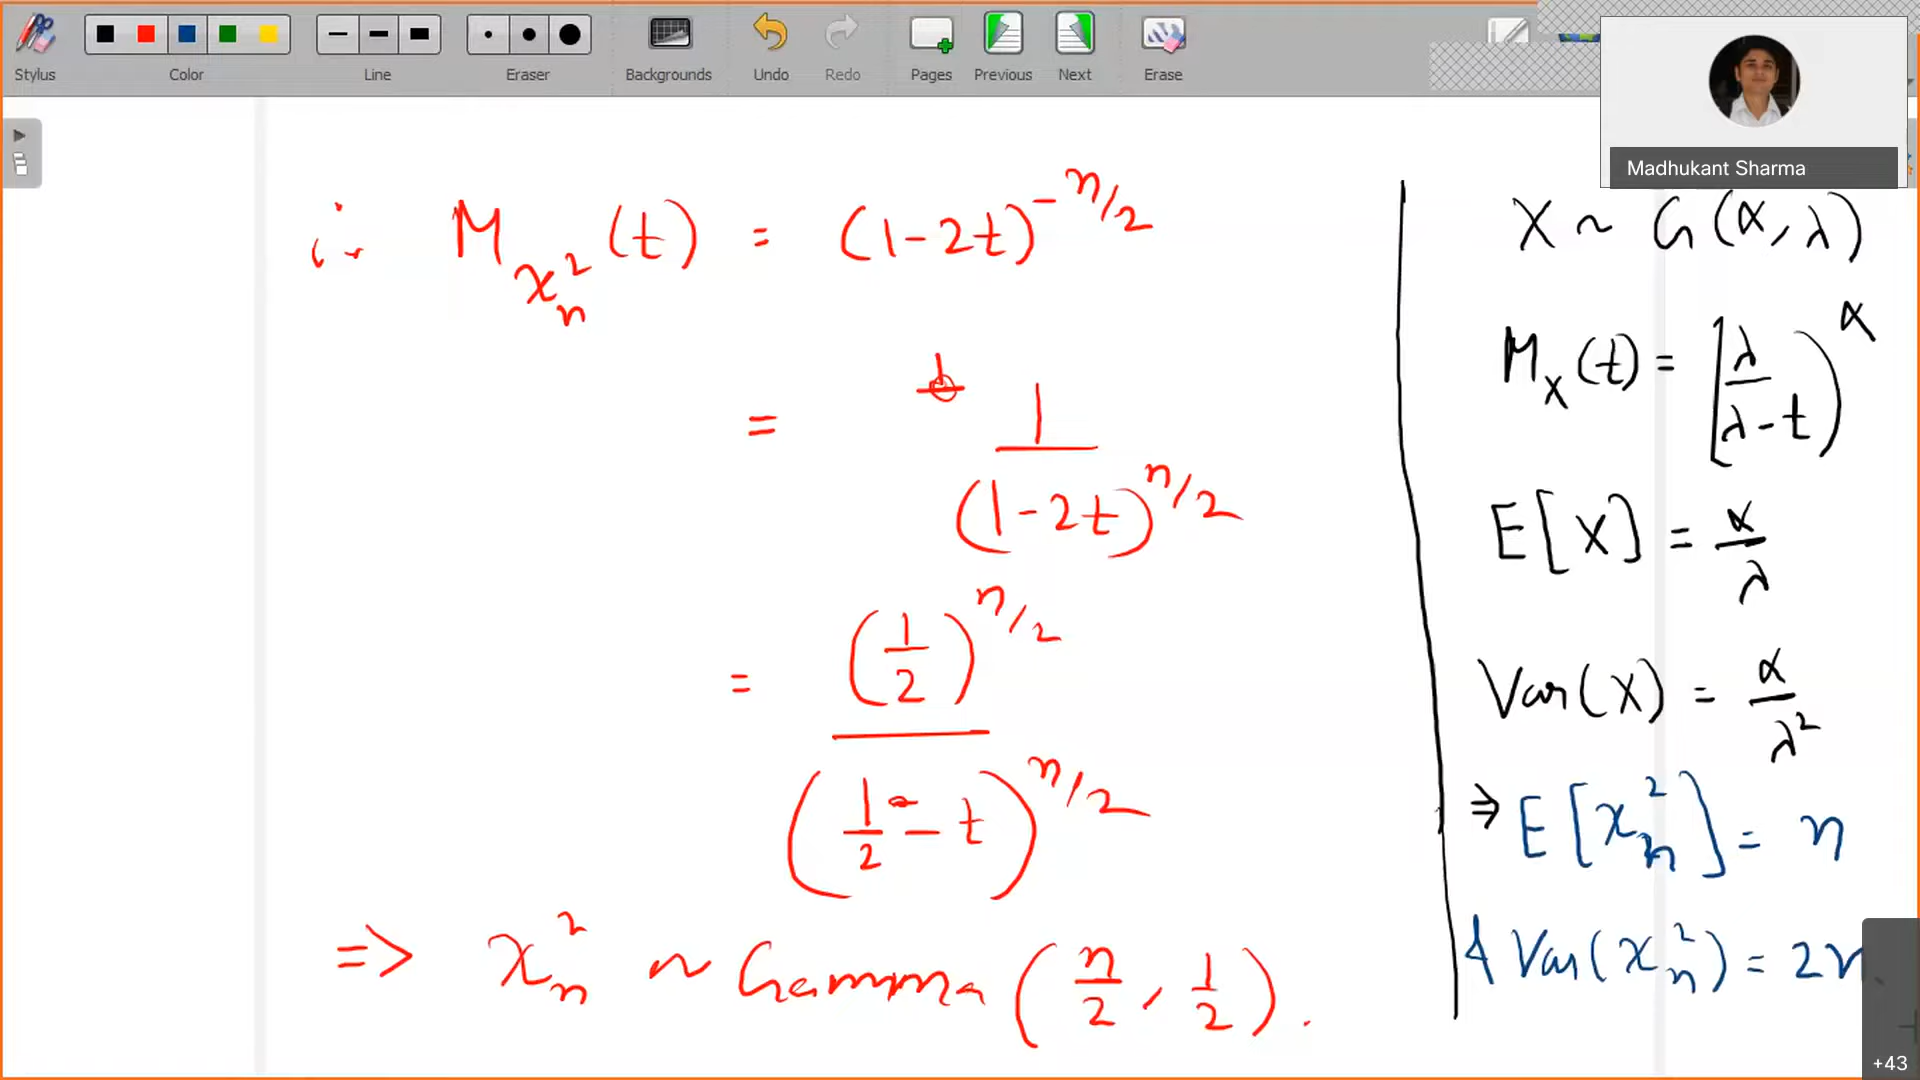 Stylus Color Line Eraser Backgrounds Undo Redo Pages Previous Next Erase
Madhukant Sharma
i. M_{χ²_n}(t) = (1-2t)^{-n/2}
= 1/(1-2t)^{n/2}
= (1/2)^{n/2} / (1/2 - t)^{n/2}
=> χ²_n ~ Gamma (n/2, 1/2).
X ~ G(α, λ)
M_X(t) = [λ/(λ-t)]^α
E[X] = α/λ
Var(X) = α/λ²
⇒ E[χ²_n] = n
& Var(χ²_n) = 2n.
+43